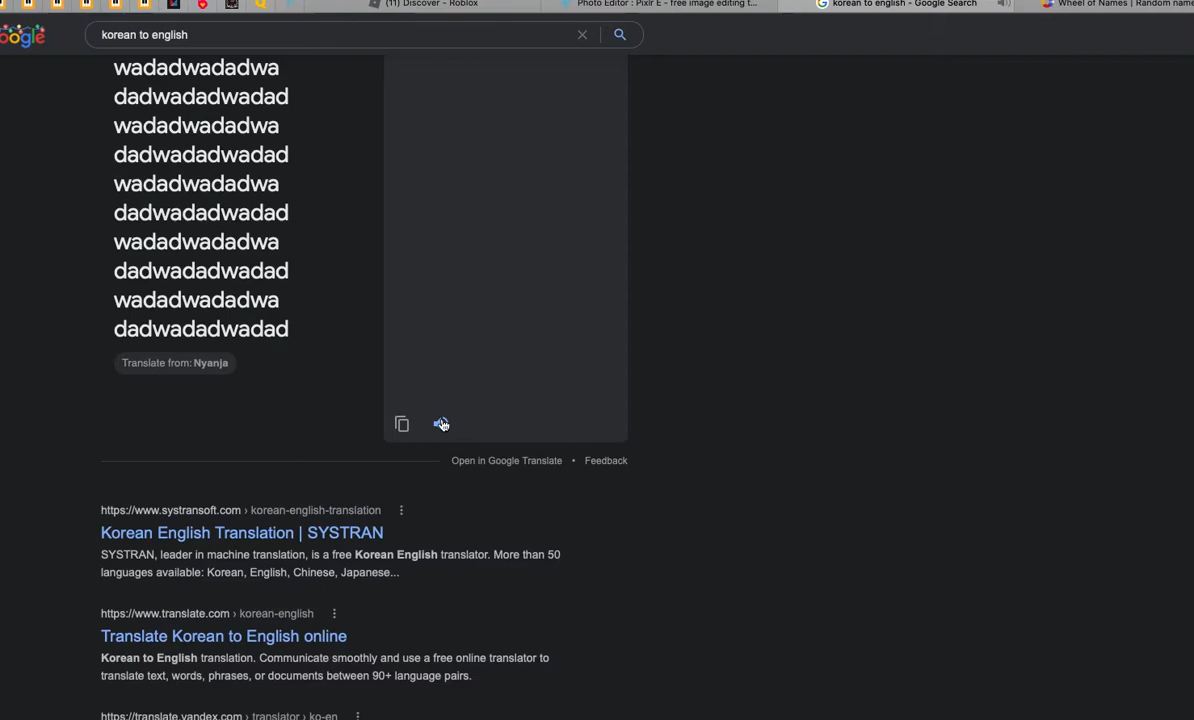 (11) Discover - Roblox
Photo Editor : Pixlr E - free image editing t...
korean to english - Google Search
Wheel of Names | Random name
oogle
korean to english
wadadwadadwa
dadwadadwadad
wadadwadadwa
dadwadadwadad
wadadwadadwa
dadwadadwadad
wadadwadadwa
dadwadadwadad
wadadwadadwa
dadwadadwadad
Translate from: Nyanja
Open in Google Translate • Feedback
https://www.systransoft.com › korean-english-translation
Korean English Translation | SYSTRAN
SYSTRAN, leader in machine translation, is a free Korean English translator. More than 50
languages available: Korean, English, Chinese, Japanese...
https://www.translate.com › korean-english
Translate Korean to English online
Korean to English translation. Communicate smoothly and use a free online translator to
translate text, words, phrases, or documents between 90+ language pairs.
https://translate.yandex.com › translator › ko-en